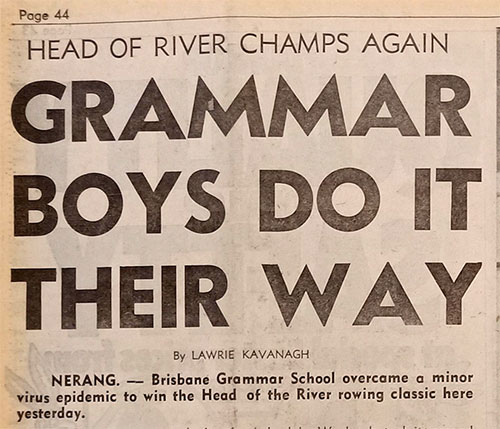 Page 44
HEAD OF RIVER CHAMPS AGAIN
GRAMMAR
BOYS DO IT
THEIR WAY
By LAWRIE KAVANAGH
NERANG. — Brisbane Grammar School overcame a minor
virus epidemic to win the Head of the River rowing classic here
yesterday.